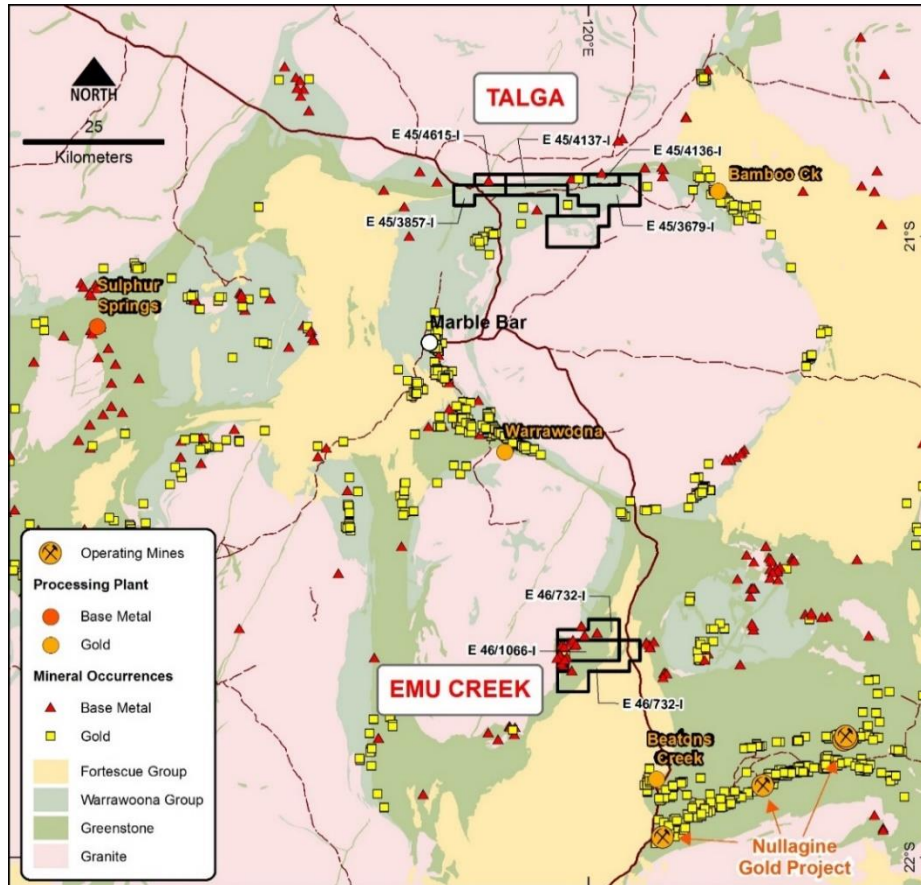 120°E
NORTH
25
Kilometers
TALGA
E 45/4615-I
E 45/4137-I
E 45/4136-I
Bamboo Ck
E 45/3857-I
E 45/3679-I
21°S
Sulphur
Springs
Marble Bar
Warrawoona
E 46/732-I
E 46/1066-I
EMU CREEK
E 46/732-I
Beatons
Creek
Nullagine
Gold Project
22°S
Operating Mines
Processing Plant
Base Metal
Gold
Mineral Occurrences
Base Metal
Gold
Fortescue Group
Warrawoona Group
Greenstone
Granite